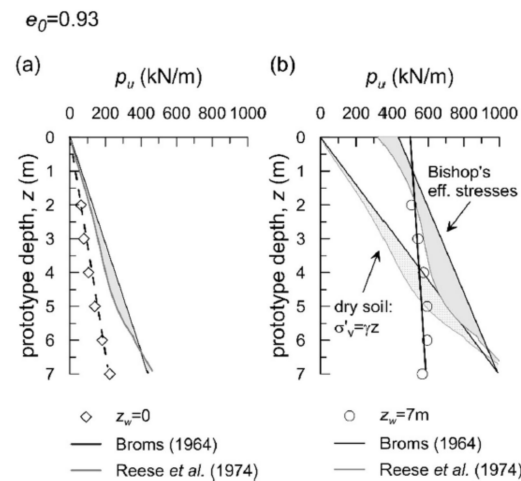 e0=0.93
(a)
pu (kN/m)
0 200 400 600 800 1000
0
1
2
3
4
5
6
7
prototype depth, z (m)
zw=0
Broms (1964)
Reese et al. (1974)
(b)
pu (kN/m)
0 200 400 600 800 1000
0
1
2
3
4
5
6
7
prototype depth, z (m)
Bishop's
eff. stresses
dry soil:
σ'v=γz
zw=7m
Broms (1964)
Reese et al. (1974)